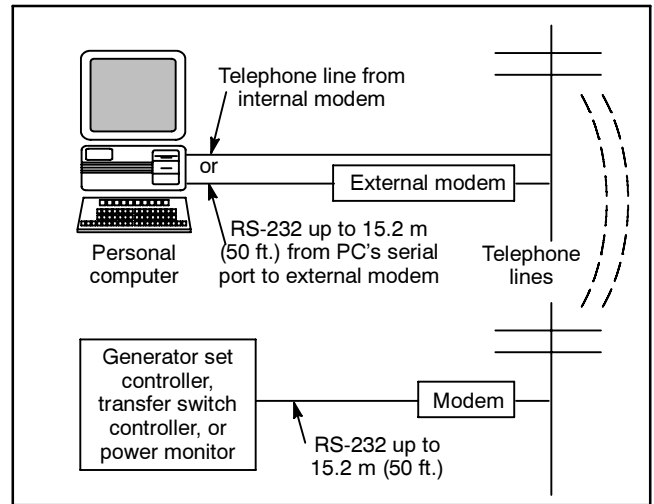 Telephone line from
internal modem
or
External modem
RS-232 up to 15.2 m
(50 ft.) from PC's serial
port to external modem
Personal
computer
Telephone
lines
Generator set
controller,
transfer switch
controller, or
power monitor
Modem
RS-232 up to
15.2 m (50 ft.)